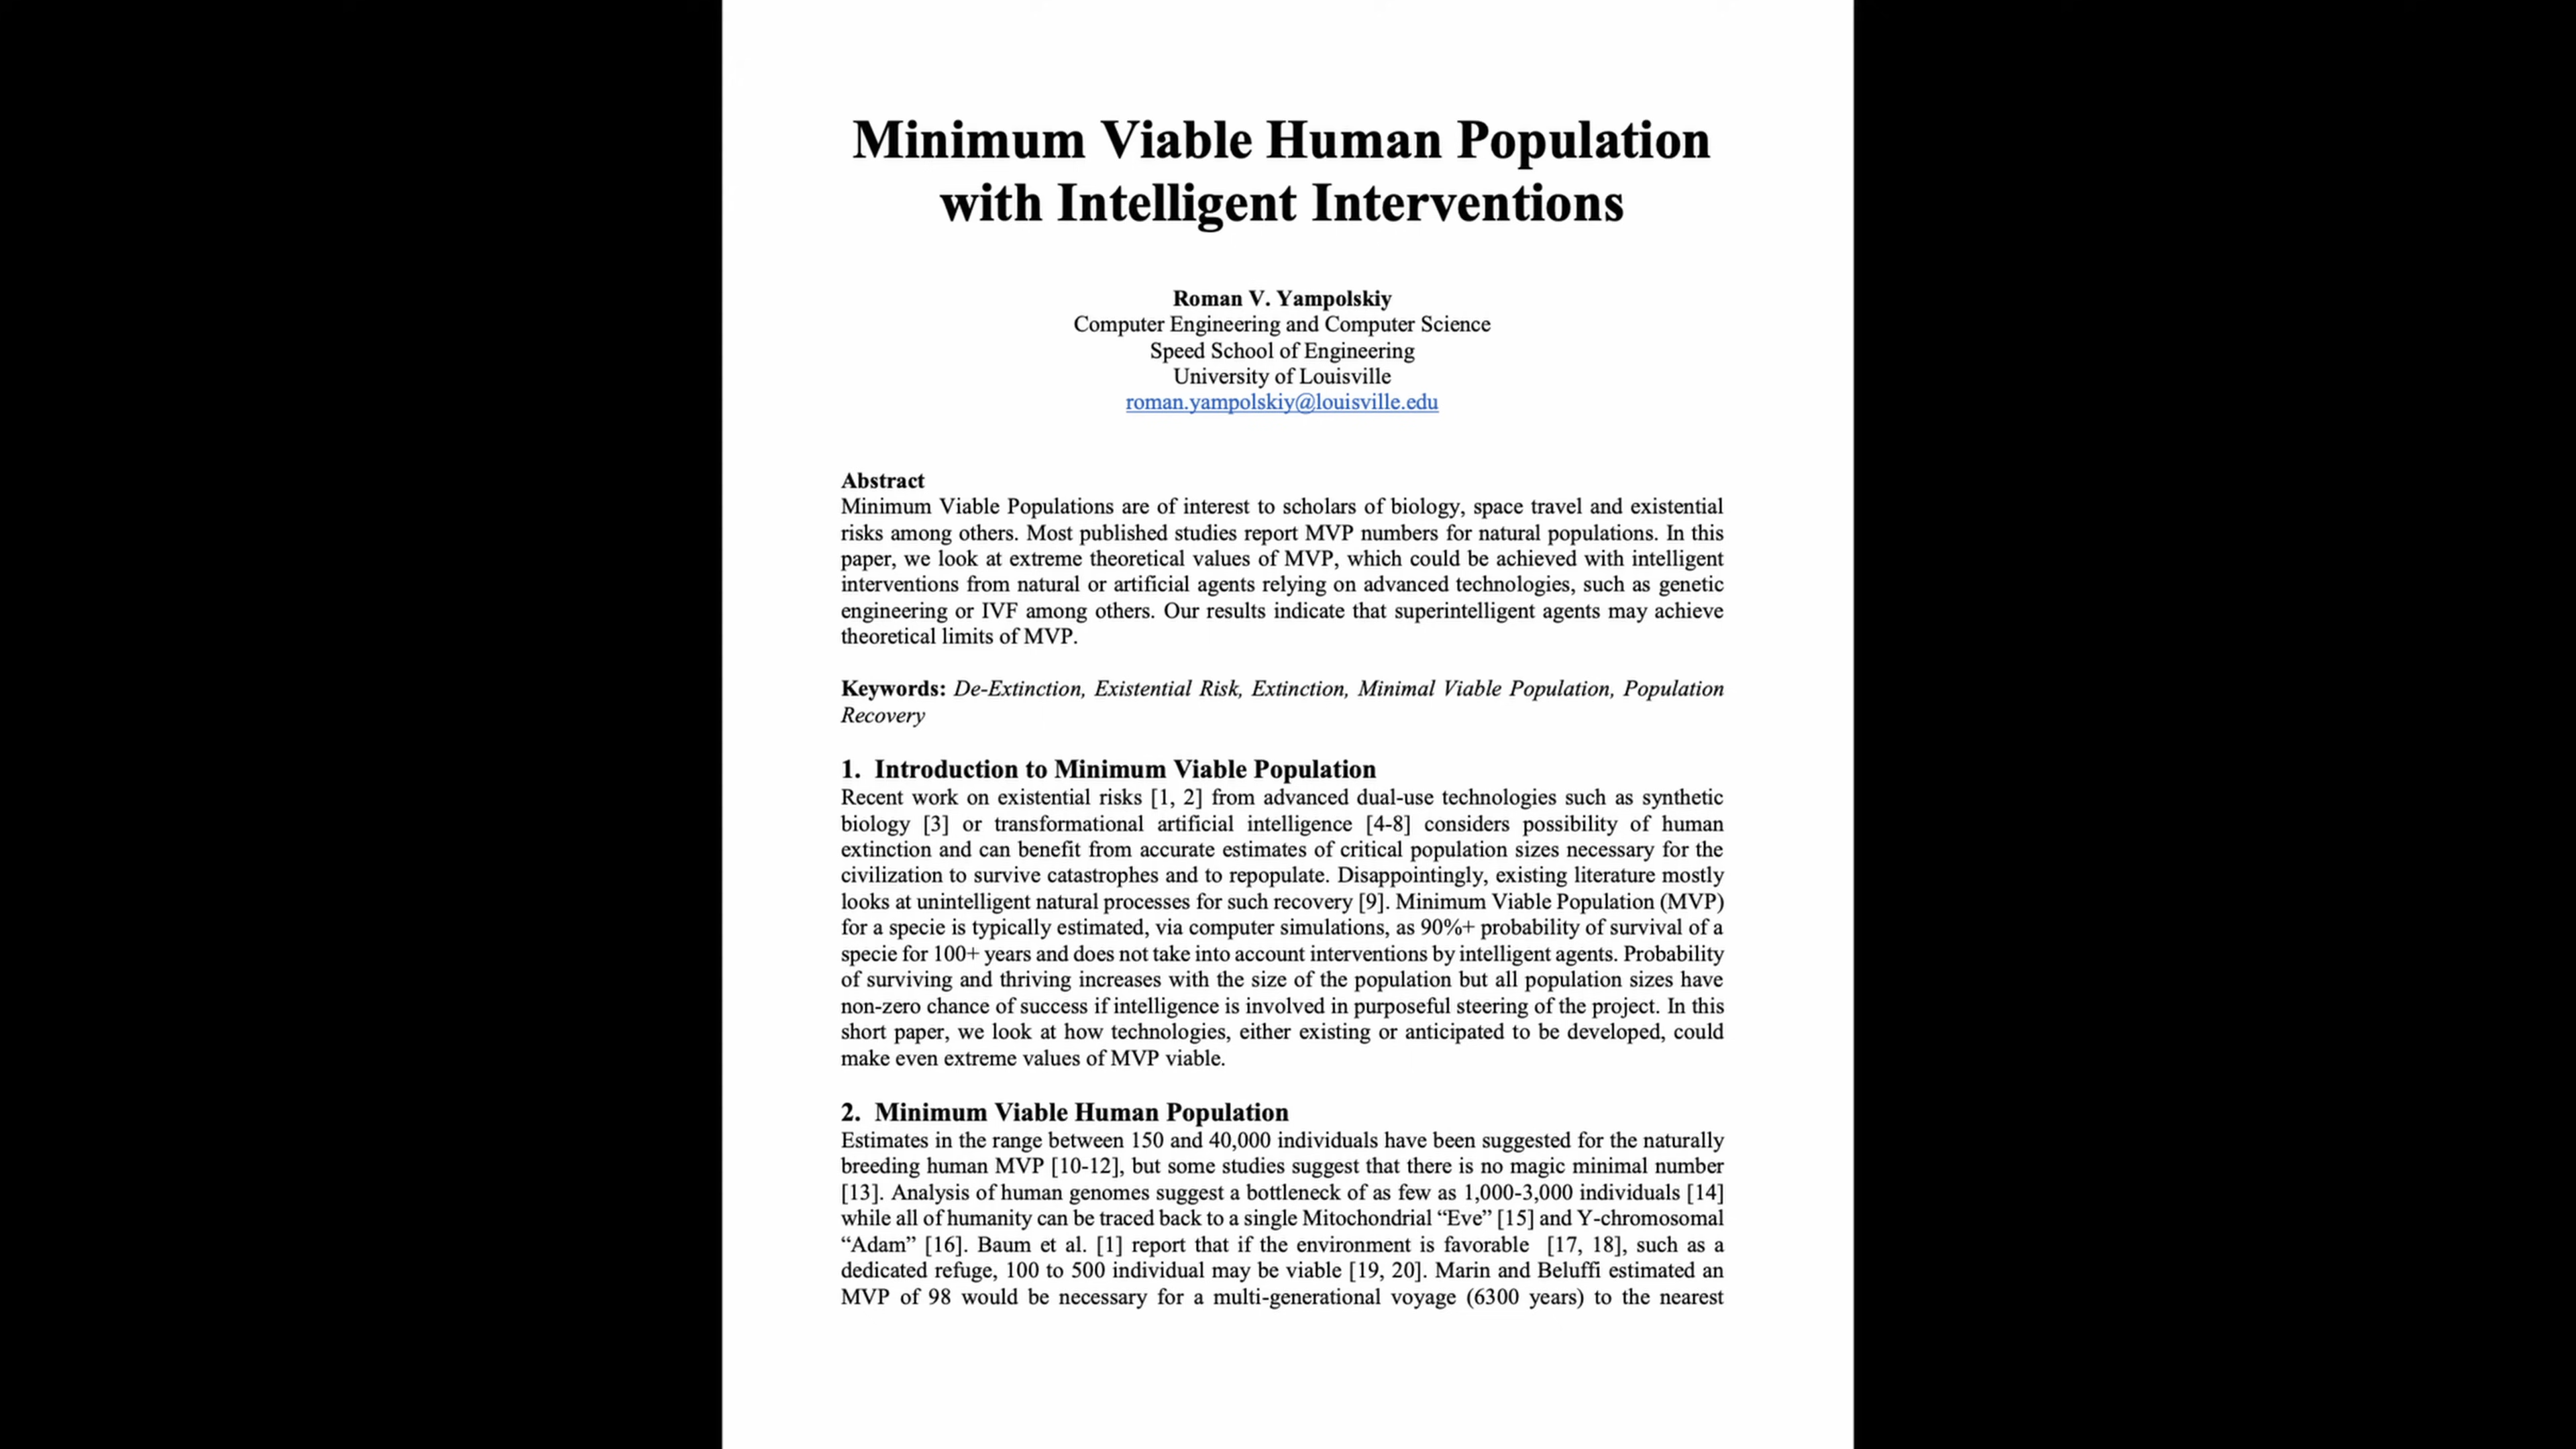 Minimum Viable Human Population
with Intelligent Interventions
Roman V. Yampolskiy
Computer Engineering and Computer Science
Speed School of Engineering
University of Louisville
roman.yampolskiy@louisville.edu
Abstract
Minimum Viable Populations are of interest to scholars of biology, space travel and existential
risks among others. Most published studies report MVP numbers for natural populations. In this
paper, we look at extreme theoretical values of MVP, which could be achieved with intelligent
interventions from natural or artificial agents relying on advanced technologies, such as genetic
engineering or IVF among others. Our results indicate that superintelligent agents may achieve
theoretical limits of MVP.
Keywords: De-Extinction, Existential Risk, Extinction, Minimal Viable Population, Population
Recovery
1. Introduction to Minimum Viable Population
Recent work on existential risks [1, 2] from advanced dual-use technologies such as synthetic
biology [3] or transformational artificial intelligence [4-8] considers possibility of human
extinction and can benefit from accurate estimates of critical population sizes necessary for the
civilization to survive catastrophes and to repopulate. Disappointingly, existing literature mostly
looks at unintelligent natural processes for such recovery [9]. Minimum Viable Population (MVP)
for a specie is typically estimated, via computer simulations, as 90%+ probability of survival of a
specie for 100+ years and does not take into account interventions by intelligent agents. Probability
of surviving and thriving increases with the size of the population but all population sizes have
non-zero chance of success if intelligence is involved in purposeful steering of the project. In this
short paper, we look at how technologies, either existing or anticipated to be developed, could
make even extreme values of MVP viable.
2. Minimum Viable Human Population
Estimates in the range between 150 and 40,000 individuals have been suggested for the naturally
breeding human MVP [10-12], but some studies suggest that there is no magic minimal number
[13]. Analysis of human genomes suggest a bottleneck of as few as 1,000-3,000 individuals [14]
while all of humanity can be traced back to a single Mitochondrial “Eve” [15] and Y-chromosomal
“Adam” [16]. Baum et al. [1] report that if the environment is favorable [17, 18], such as a
dedicated refuge, 100 to 500 individual may be viable [19, 20]. Marin and Beluffi estimated an
MVP of 98 would be necessary for a multi-generational voyage (6300 years) to the nearest